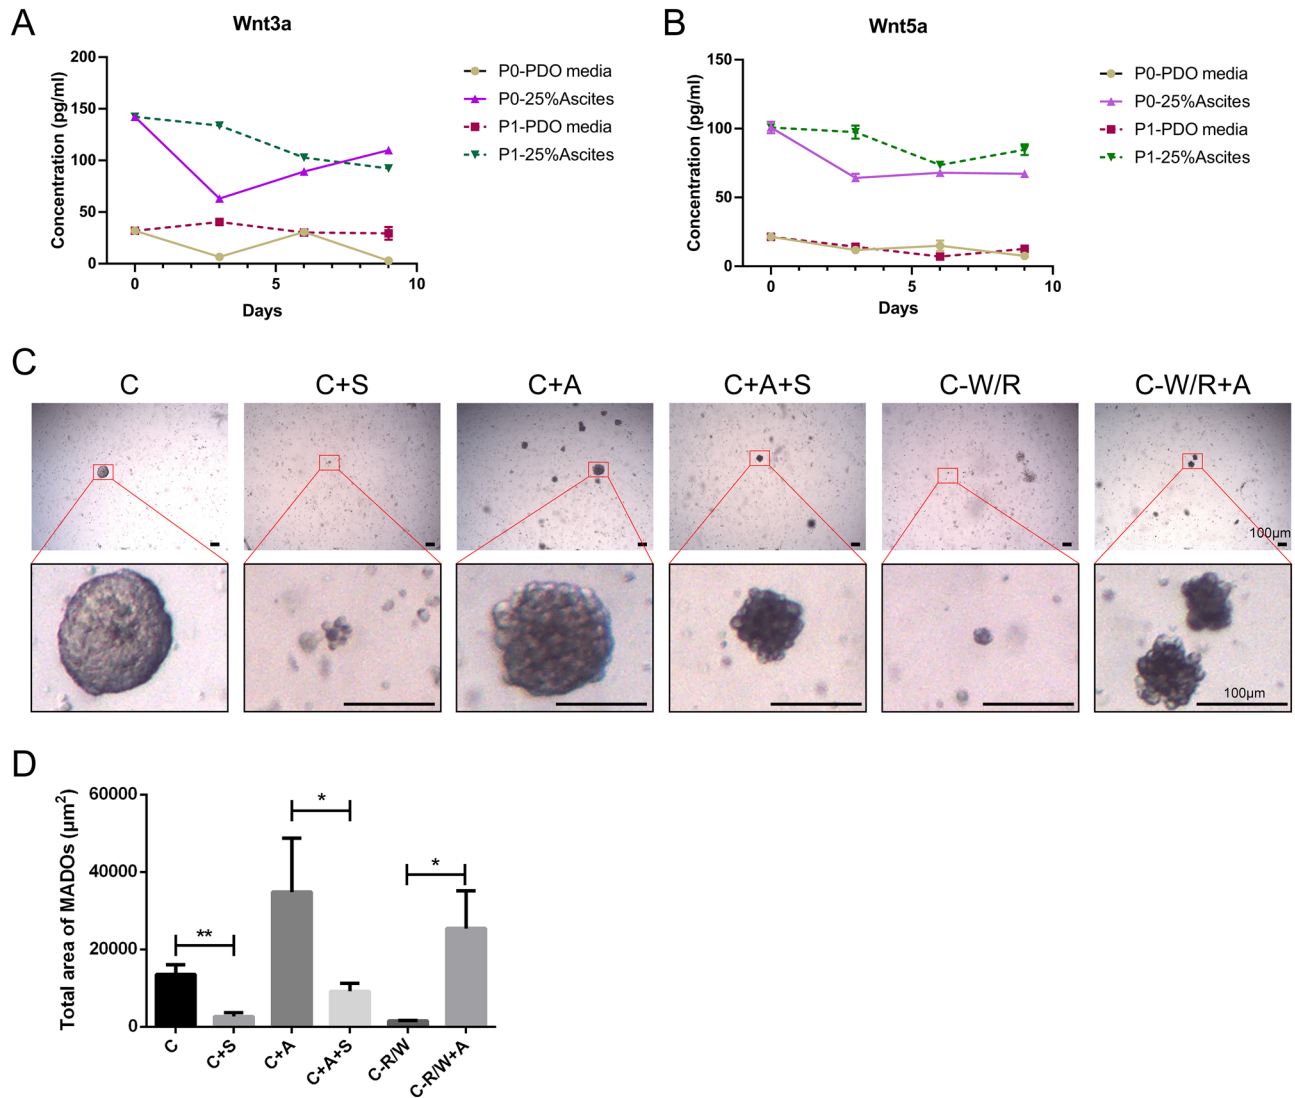 A
Wnt3a
Concentration (pg/ml)
200
150
100
50
0
0
5
10
Days
P0-PDO media
P0-25%Ascites
P1-PDO media
P1-25%Ascites
B
Wnt5a
Concentration (pg/ml)
150
100
50
0
0
5
10
Days
P0-PDO media
P0-25%Ascites
P1-PDO media
P1-25%Ascites
C
C
C+S
C+A
C+A+S
C-W/R
C-W/R+A
100μm
100μm
D
Total area of MADOs (μm²)
60000
40000
20000
0
**
*
*
C
C+S
C+A
C+A+S
C-R/W
C-R/W+A